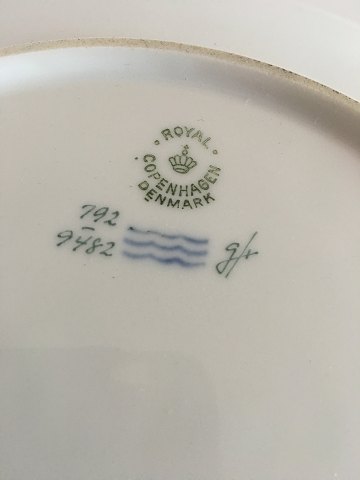 ROYAL
COPENHAGEN
DENMARK
792
9482
g/r